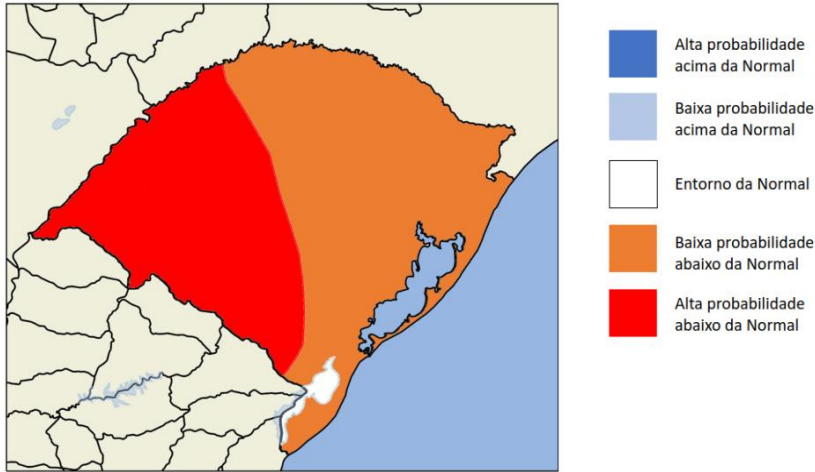 Alta probabilidade
acima da Normal
Baixa probabilidade
acima da Normal
Entorno da Normal
Baixa probabilidade
abaixo da Normal
Alta probabilidade
abaixo da Normal